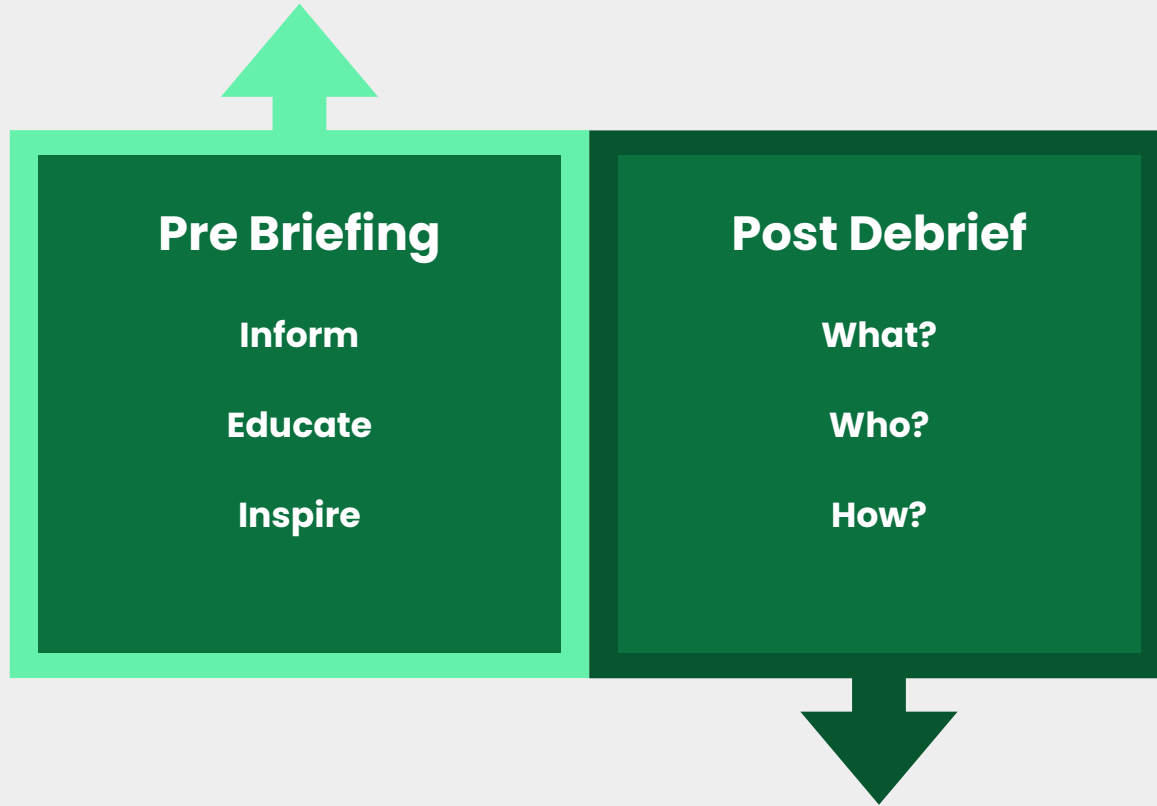 Pre Briefing
Inform
Educate
Inspire
Post Debrief
What?
Who?
How?